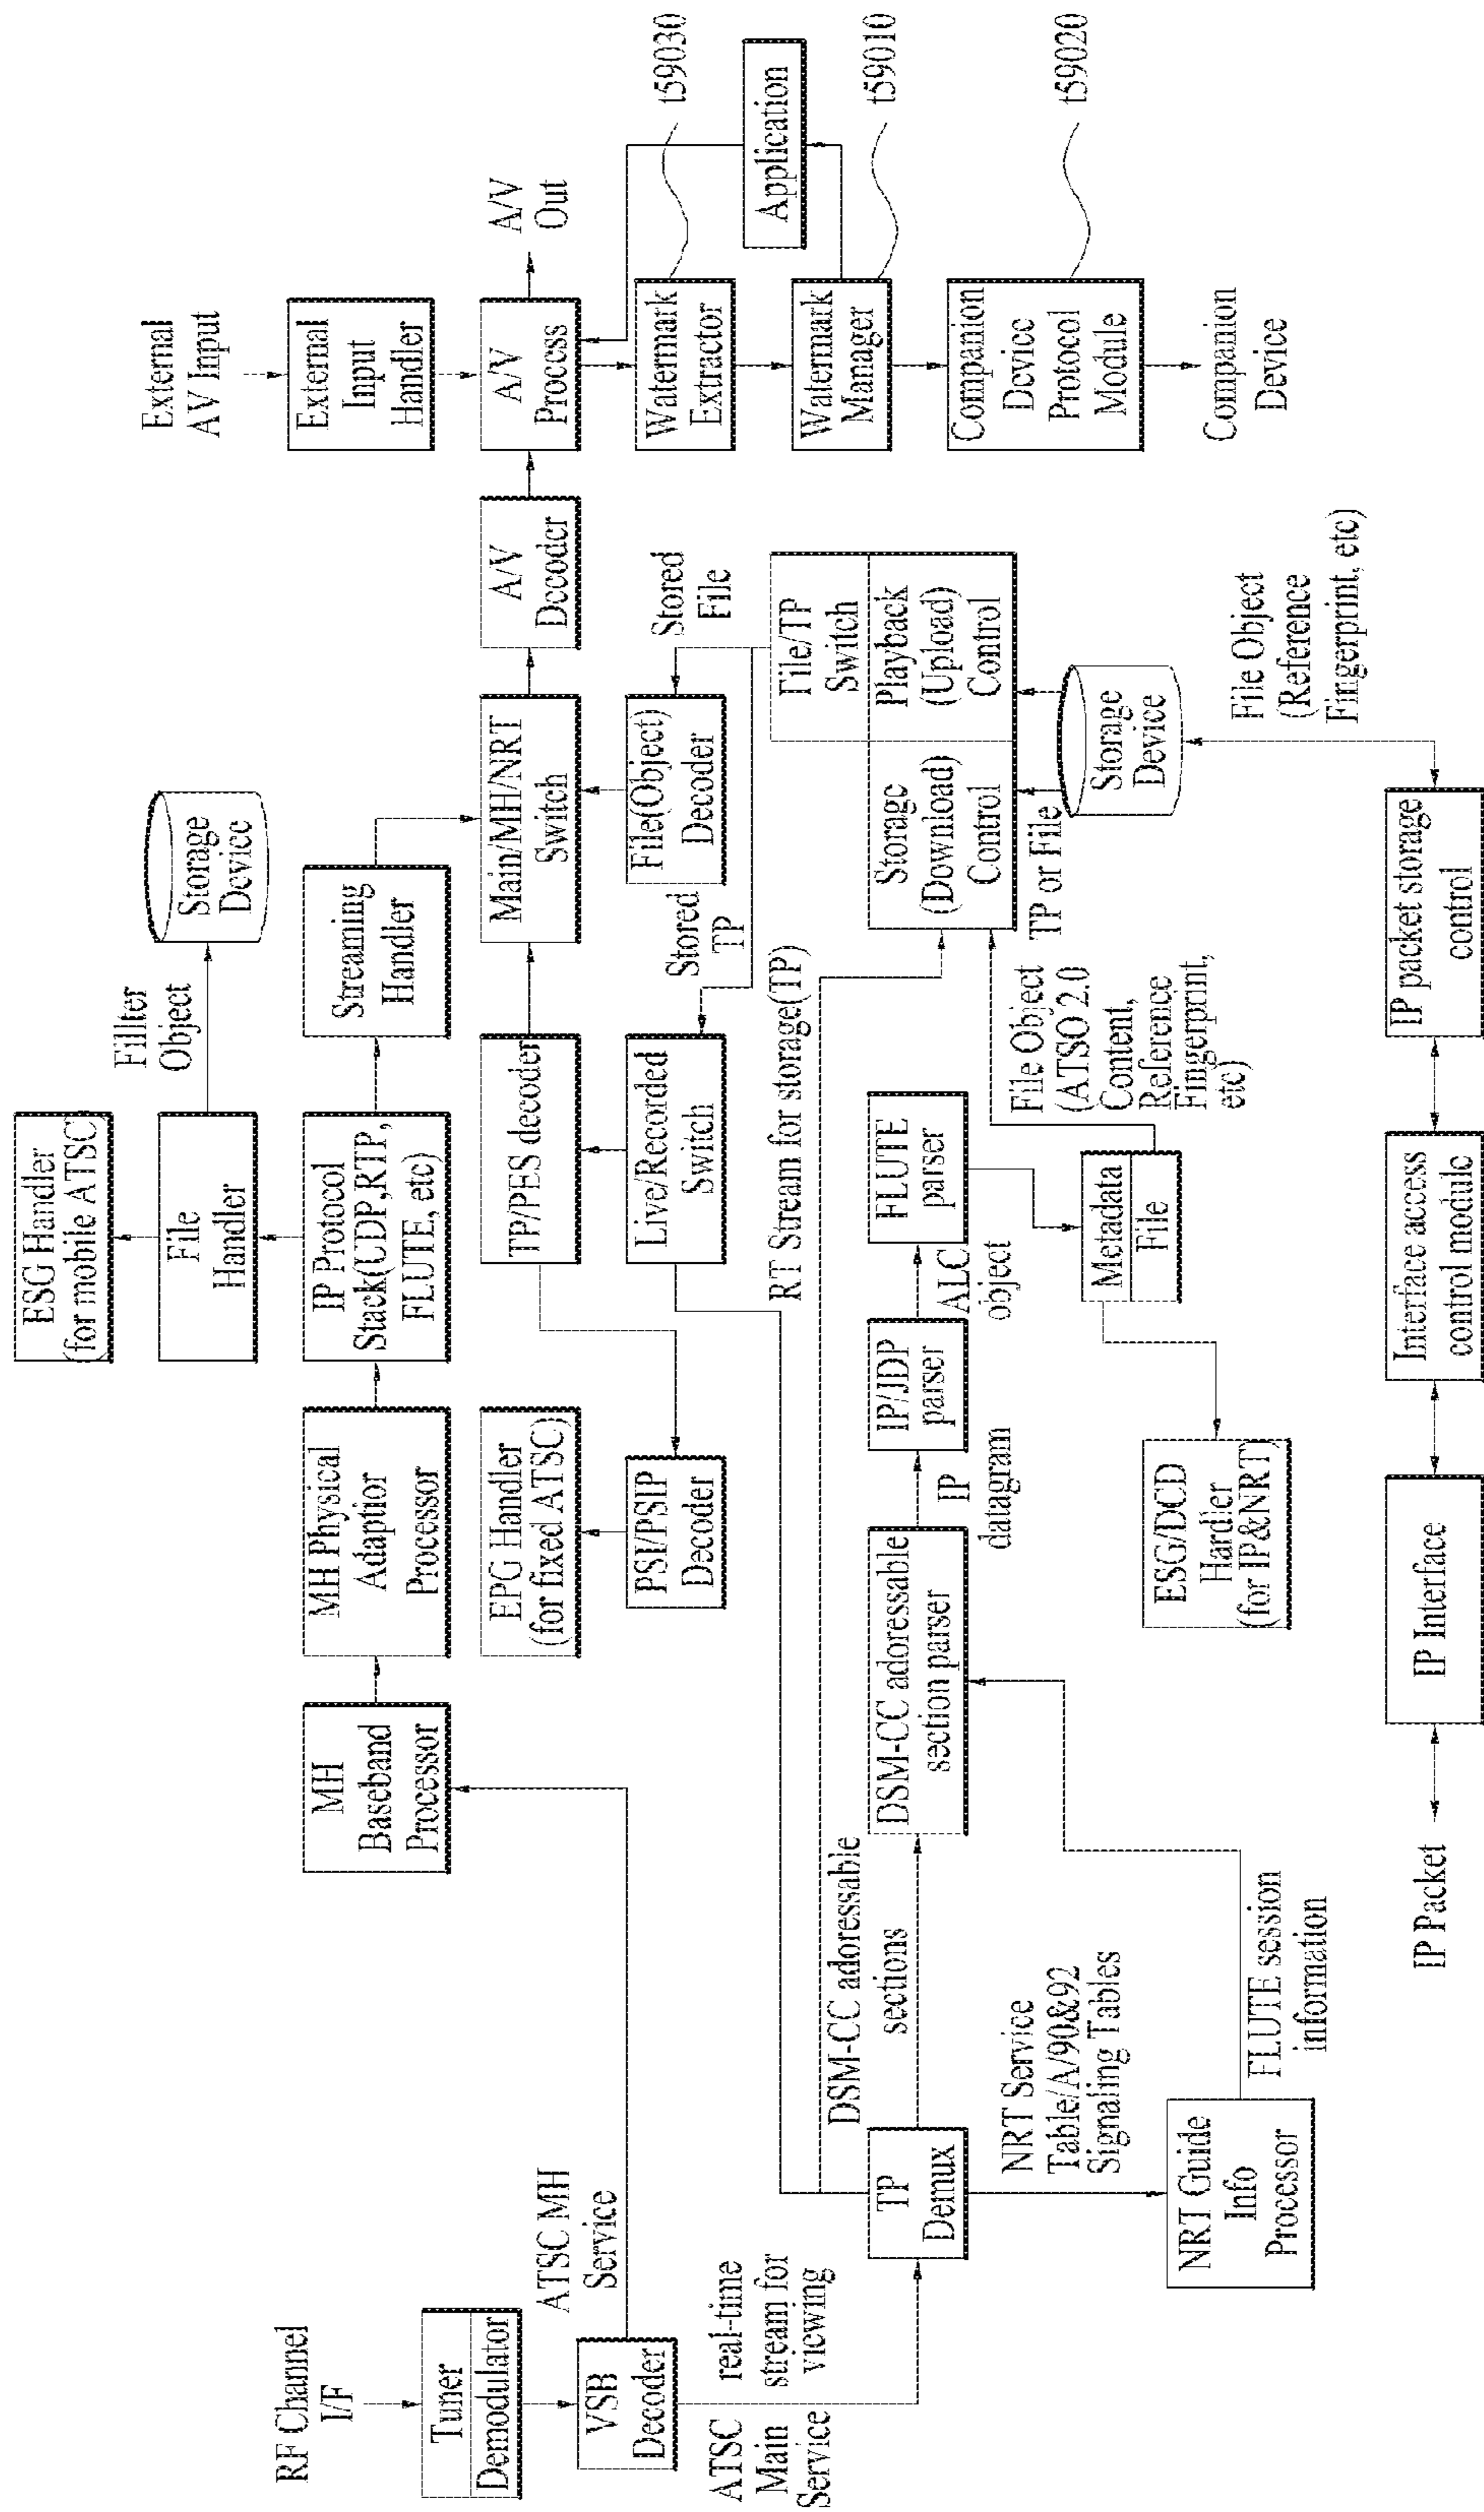 RF Channel
I/F
Tuner
Demodulator
VSB
Decoder
ATSC MH
Service
ATSC
Main
Service
real-time
stream for
viewing
MH
Baseband
Processor
MH Physical
Adaptior
Processor
IP Protocol
Stack(UDP,RTP,
FLUTE, etc)
File
Handler
ESG Handler
(for mobile ATSC)
Fillter
Object
Storage
Device
Streaming
Handler
EPG Handler
(for fixed ATSC)
PSI/PSIP
Decoder
TP/PES decoder
Live/Recorded
Switch
Main/MH/NRT
Switch
File(Object)
Decoder
Stored
TP
Stored
File
A/V
Decoder
External
AV Input
External
Input
Handler
A/V
Process
A/V
Out
Watermark
Extractor
t59030
Application
Watermark
Manager
t59010
Companion
Device
Protocol
Module
t59020
Companion
Device
RT Stream for storage(TP)
TP
Demux
DSM-CC adoressable
sections
DSM-CC adoressable
section parser
IP
datagram
IP/JDP
parser
ALC
object
FLUTE
parser
Metadata
File
File Object
(ATSO 2.0
Content,
Reference
Fingerprint,
etc)
File/TP
Switch
Storage
(Download)
Control
Playback
(Upload)
Control
TP or File
Storage
Device
NRT Service
Table/A/90&92
Signaling Tables
NRT Guide
Info
Processor
FLUTE session
information
ESG/DCD
Hardler
(for IP&NRT)
File Object
(Reference
Fingerprint, etc)
IP Packet
IP Interface
Interface access
control module
IP packet storage
control